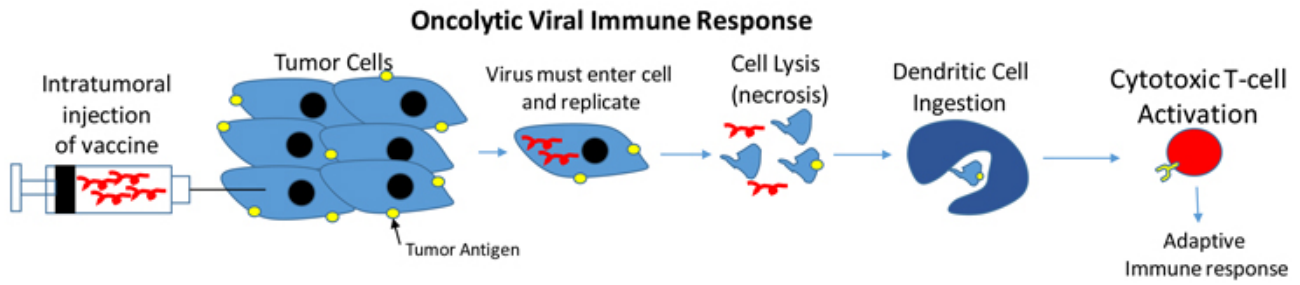 Oncolytic Viral Immune Response
Intratumoral
injection
of vaccine
Tumor Cells
Tumor Antigen
Virus must enter cell
and replicate
Cell Lysis
(necrosis)
Dendritic Cell
Ingestion
Cytotoxic T-cell
Activation
Adaptive
Immune response